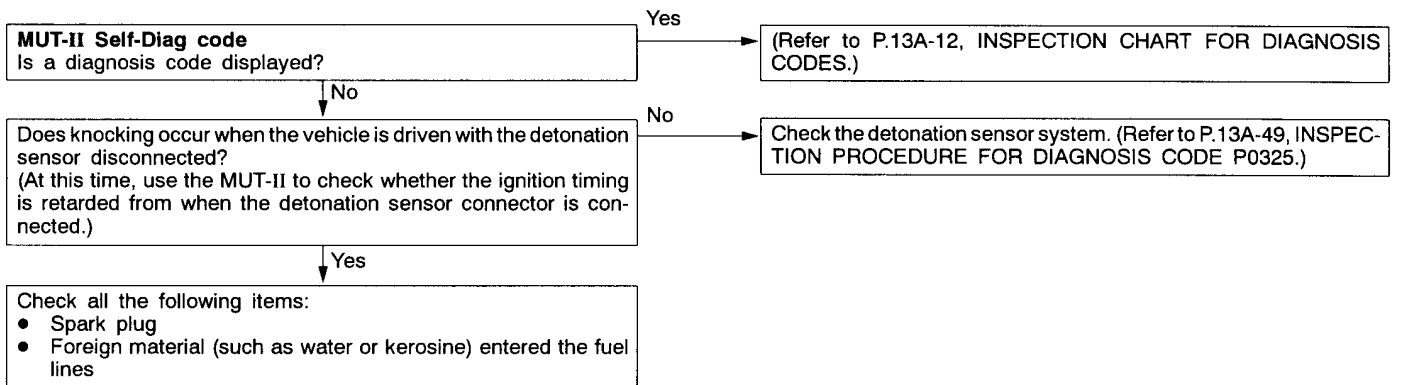 Yes
MUT-II Self-Diag code
Is a diagnosis code displayed?
(Refer to P.13A-12, INSPECTION CHART FOR DIAGNOSIS
CODES.)
No
No
Does knocking occur when the vehicle is driven with the detonation
sensor disconnected?
(At this time, use the MUT-II to check whether the ignition timing
is retarded from when the detonation sensor connector is con-
nected.)
Check the detonation sensor system. (Refer to P.13A-49, INSPEC-
TION PROCEDURE FOR DIAGNOSIS CODE P0325.)
Yes
Check all the following items:
● Spark plug
● Foreign material (such as water or kerosine) entered the fuel
lines